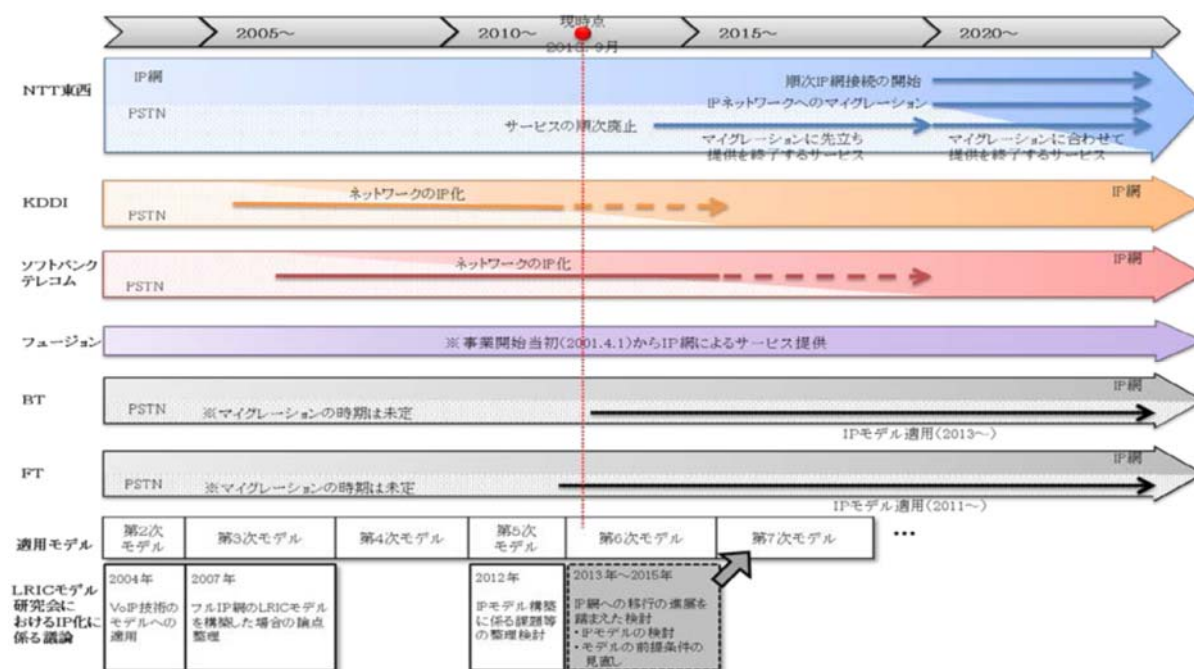 2005～
2010～
現時点
2013.9月
2015～
2020～
NTT東西
IP網
PSTN
順次IP網接続の開始
IPネットワークへのマイグレーション
サービスの順次廃止
マイグレーションに先立ち
提供を終了するサービス
マイグレーションに合わせて
提供を終了するサービス
KDDI
PSTN
ネットワークのIP化
IP網
ソフトバンク
テレコム
PSTN
ネットワークのIP化
IP網
フュージョン
※事業開始当初(2001.4.1)からIP網によるサービス提供
BT
PSTN
※マイグレーションの時期は未定
IP網
IPモデル適用(2013～)
FT
PSTN
※マイグレーションの時期は未定
IP網
IPモデル適用(2011～)
適用モデル
第2次
モデル
第3次モデル
第4次モデル
第5次
モデル
第6次モデル
第7次モデル
…
LRICモデル
研究会に
おけるIP化に
係る議論
2004年
VoIP技術の
モデルへの
適用
2007年
フルIP網のLRICモデル
を構築した場合の論点
整理
2012年
IPモデル構築
に係る課題等
の整理検討
2013年～2015年
IP網への移行の進展を
踏まえた検討
・IPモデルの検討
・モデルの前提条件の
見直し